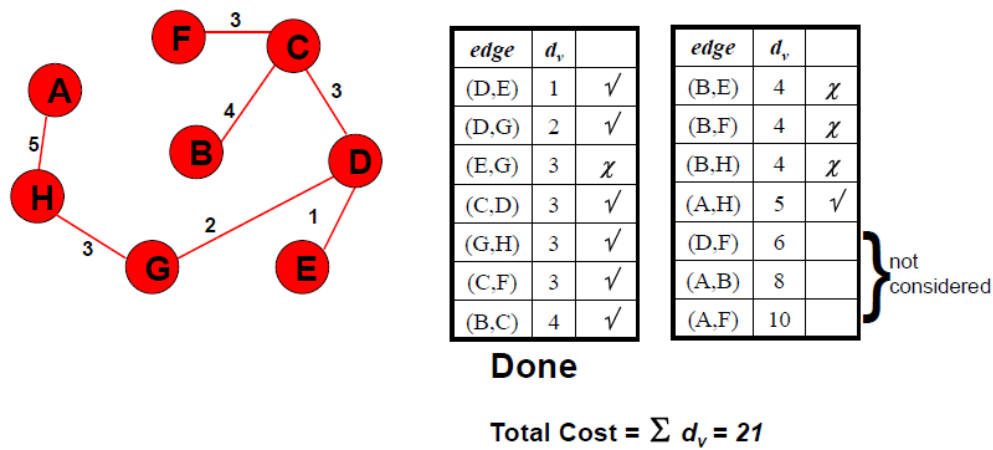 F 3 C
A
4 3
5 B
D
H
2 1
3
G E
edge d_v
(D,E) 1 √
(D,G) 2 √
(E,G) 3 χ
(C,D) 3 √
(G,H) 3 √
(C,F) 3 √
(B,C) 4 √
edge d_v
(B,E) 4 χ
(B,F) 4 χ
(B,H) 4 χ
(A,H) 5 √
(D,F) 6
(A,B) 8
(A,F) 10
} not
considered
Done
Total Cost = Σ d_v = 21